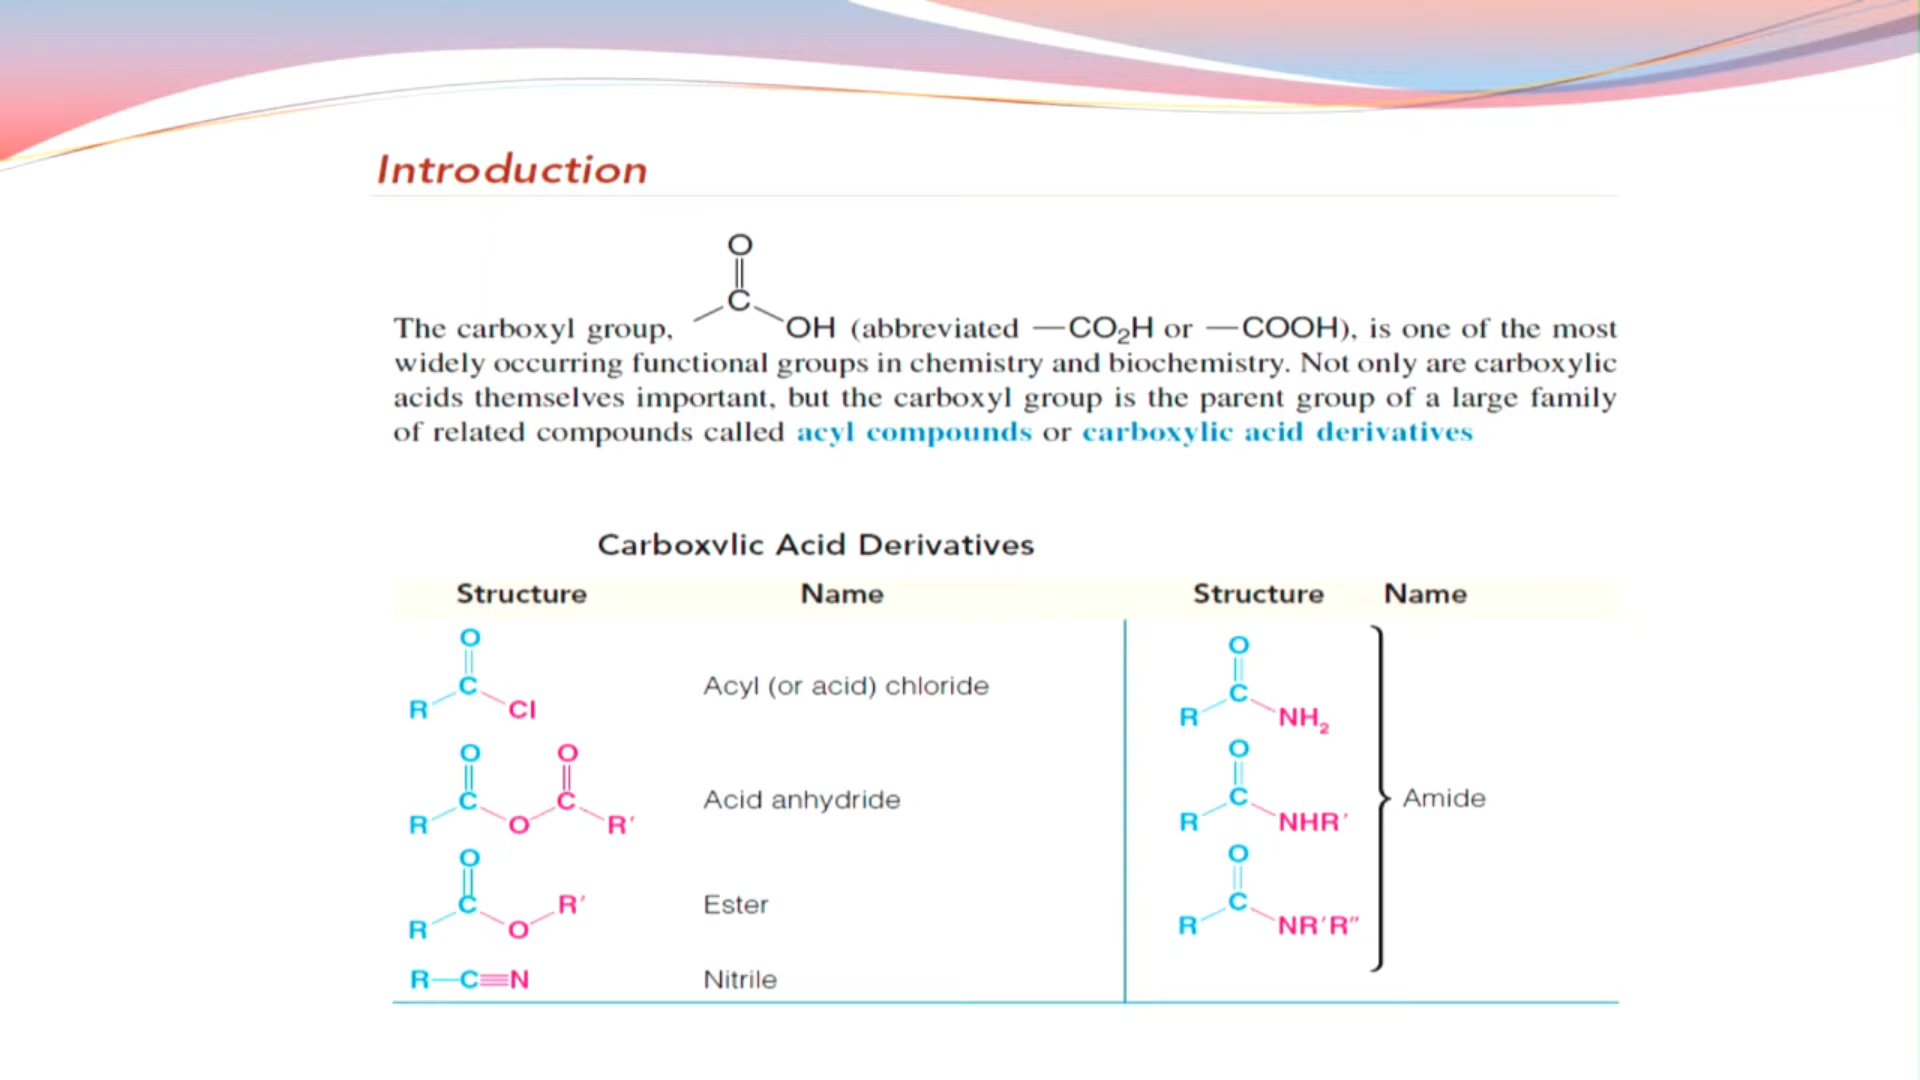 Introduction
O
C
The carboxyl group, OH (abbreviated —CO₂H or —COOH), is one of the most
widely occurring functional groups in chemistry and biochemistry. Not only are carboxylic
acids themselves important, but the carboxyl group is the parent group of a large family
of related compounds called acyl compounds or carboxylic acid derivatives
Carboxvlic Acid Derivatives
Structure Name Structure Name
O
C
R Cl
Acyl (or acid) chloride
O O
C C
R O R′
Acid anhydride
O
C R′
R O
Ester
R—C≡N
Nitrile
O
C
R NH₂
O
C
R NHR′
O
C
R NR′R″
Amide